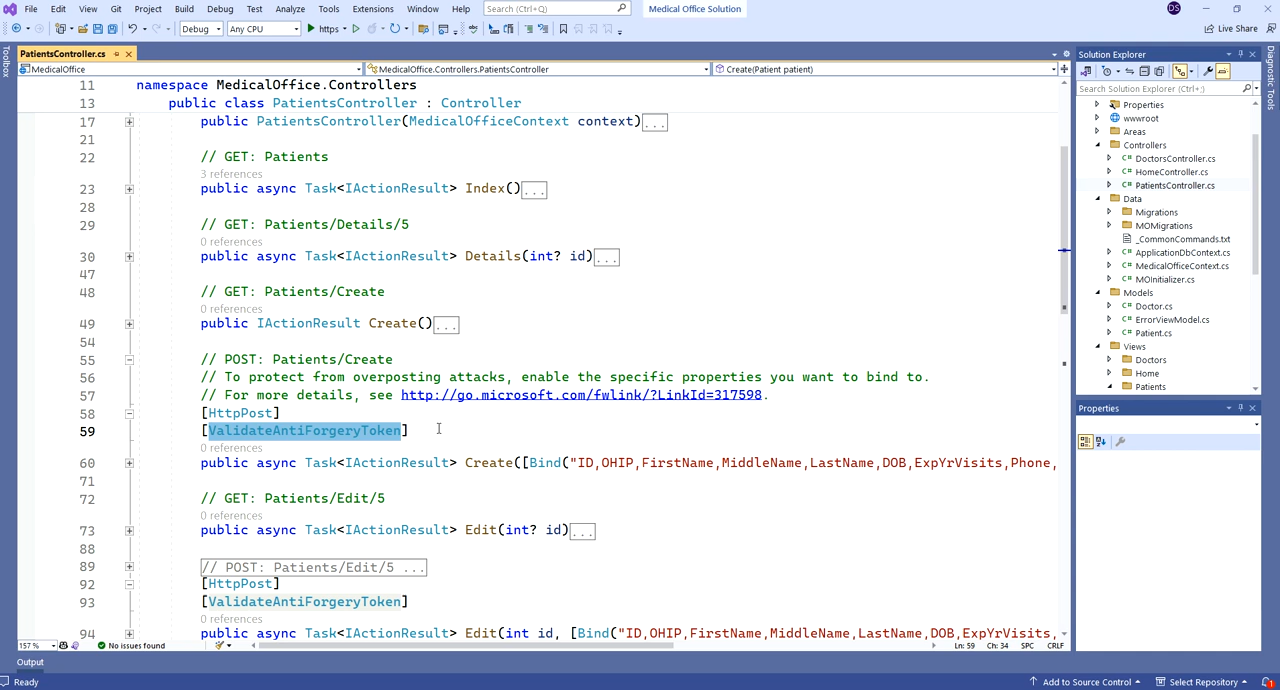 File Edit View Git Project Build Debug Test Analyze Tools Extensions Window Help Search (Ctrl+Q) Medical Office Solution DS
Debug Any CPU https Live Share
Toolbox
PatientsController.cs
MedicalOffice MedicalOffice.Controllers.PatientsController Create(Patient patient)
11 namespace MedicalOffice.Controllers
13 public class PatientsController : Controller
17 public PatientsController(MedicalOfficeContext context)...
21
22 // GET: Patients
3 references
23 public async Task<IActionResult> Index()...
28
29 // GET: Patients/Details/5
0 references
30 public async Task<IActionResult> Details(int? id)...
47
48 // GET: Patients/Create
0 references
49 public IActionResult Create()...
54
55 // POST: Patients/Create
56 // To protect from overposting attacks, enable the specific properties you want to bind to.
57 // For more details, see http://go.microsoft.com/fwlink/?LinkId=317598.
58 [HttpPost]
59 [ValidateAntiForgeryToken]
0 references
60 public async Task<IActionResult> Create([Bind("ID,OHIP,FirstName,MiddleName,LastName,DOB,ExpYrVisits,Phone,
71
72 // GET: Patients/Edit/5
0 references
73 public async Task<IActionResult> Edit(int? id)...
88
89 // POST: Patients/Edit/5 ...
92 [HttpPost]
93 [ValidateAntiForgeryToken]
0 references
94 public async Task<IActionResult> Edit(int id, [Bind("ID,OHIP,FirstName,MiddleName,LastName,DOB,ExpYrVisits,
157 % No issues found Ln: 59 Ch: 34 SPC CRLF
Output
Ready Add to Source Control Select Repository 1
Solution Explorer
Search Solution Explorer (Ctrl+;)
Properties
wwwroot
Areas
Controllers
C# DoctorsController.cs
C# HomeController.cs
C# PatientsController.cs
Data
Migrations
MOMigrations
_CommonCommands.txt
C# ApplicationDbContext.cs
C# MedicalOfficeContext.cs
C# MOInitializer.cs
Models
C# Doctor.cs
C# ErrorViewModel.cs
C# Patient.cs
Views
Doctors
Home
Patients
Properties
Diagnostic Tools